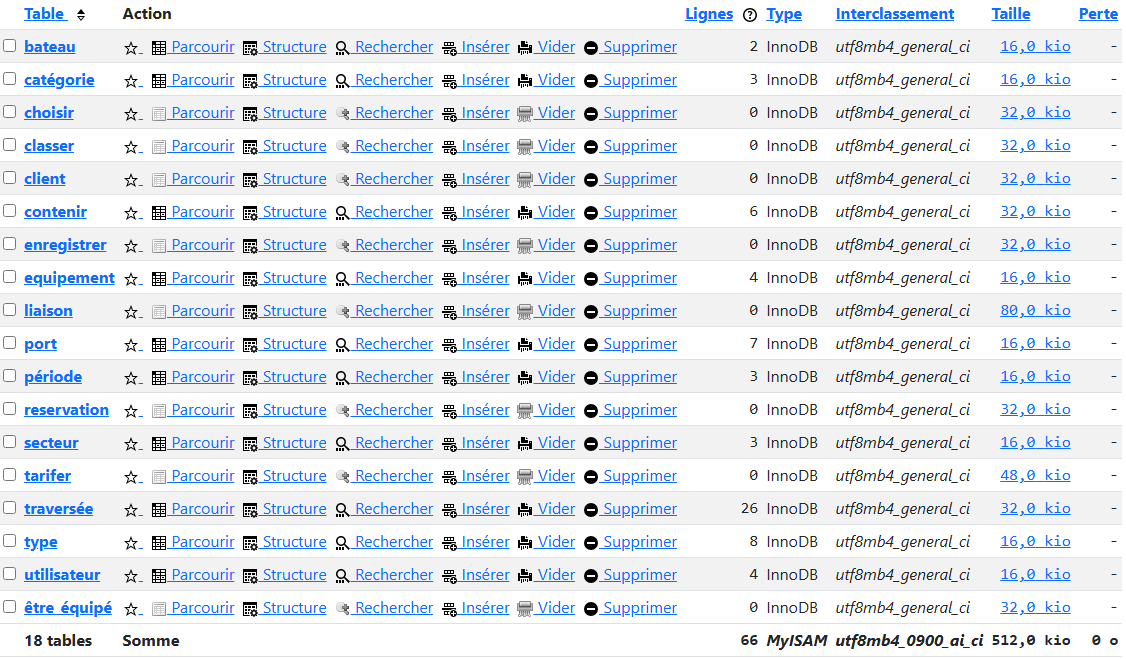 Table Action Lignes Type Interclassement Taille Perte
bateau Parcourir Structure Rechercher Insérer Vider Supprimer 2 InnoDB utf8mb4_general_ci 16,0 kio -
catégorie Parcourir Structure Rechercher Insérer Vider Supprimer 3 InnoDB utf8mb4_general_ci 16,0 kio -
choisir Parcourir Structure Rechercher Insérer Vider Supprimer 0 InnoDB utf8mb4_general_ci 32,0 kio -
classer Parcourir Structure Rechercher Insérer Vider Supprimer 0 InnoDB utf8mb4_general_ci 32,0 kio -
client Parcourir Structure Rechercher Insérer Vider Supprimer 0 InnoDB utf8mb4_general_ci 32,0 kio -
contenir Parcourir Structure Rechercher Insérer Vider Supprimer 6 InnoDB utf8mb4_general_ci 32,0 kio -
enregistrer Parcourir Structure Rechercher Insérer Vider Supprimer 0 InnoDB utf8mb4_general_ci 32,0 kio -
equipement Parcourir Structure Rechercher Insérer Vider Supprimer 4 InnoDB utf8mb4_general_ci 16,0 kio -
liaison Parcourir Structure Rechercher Insérer Vider Supprimer 0 InnoDB utf8mb4_general_ci 80,0 kio -
port Parcourir Structure Rechercher Insérer Vider Supprimer 7 InnoDB utf8mb4_general_ci 16,0 kio -
période Parcourir Structure Rechercher Insérer Vider Supprimer 3 InnoDB utf8mb4_general_ci 16,0 kio -
reservation Parcourir Structure Rechercher Insérer Vider Supprimer 0 InnoDB utf8mb4_general_ci 32,0 kio -
secteur Parcourir Structure Rechercher Insérer Vider Supprimer 3 InnoDB utf8mb4_general_ci 16,0 kio -
tarifer Parcourir Structure Rechercher Insérer Vider Supprimer 0 InnoDB utf8mb4_general_ci 48,0 kio -
traversée Parcourir Structure Rechercher Insérer Vider Supprimer 26 InnoDB utf8mb4_general_ci 32,0 kio -
type Parcourir Structure Rechercher Insérer Vider Supprimer 8 InnoDB utf8mb4_general_ci 16,0 kio -
utilisateur Parcourir Structure Rechercher Insérer Vider Supprimer 4 InnoDB utf8mb4_general_ci 16,0 kio -
être_équipé Parcourir Structure Rechercher Insérer Vider Supprimer 0 InnoDB utf8mb4_general_ci 32,0 kio -
18 tables Somme 66 MyISAM utf8mb4_0900_ai_ci 512,0 kio 0 o